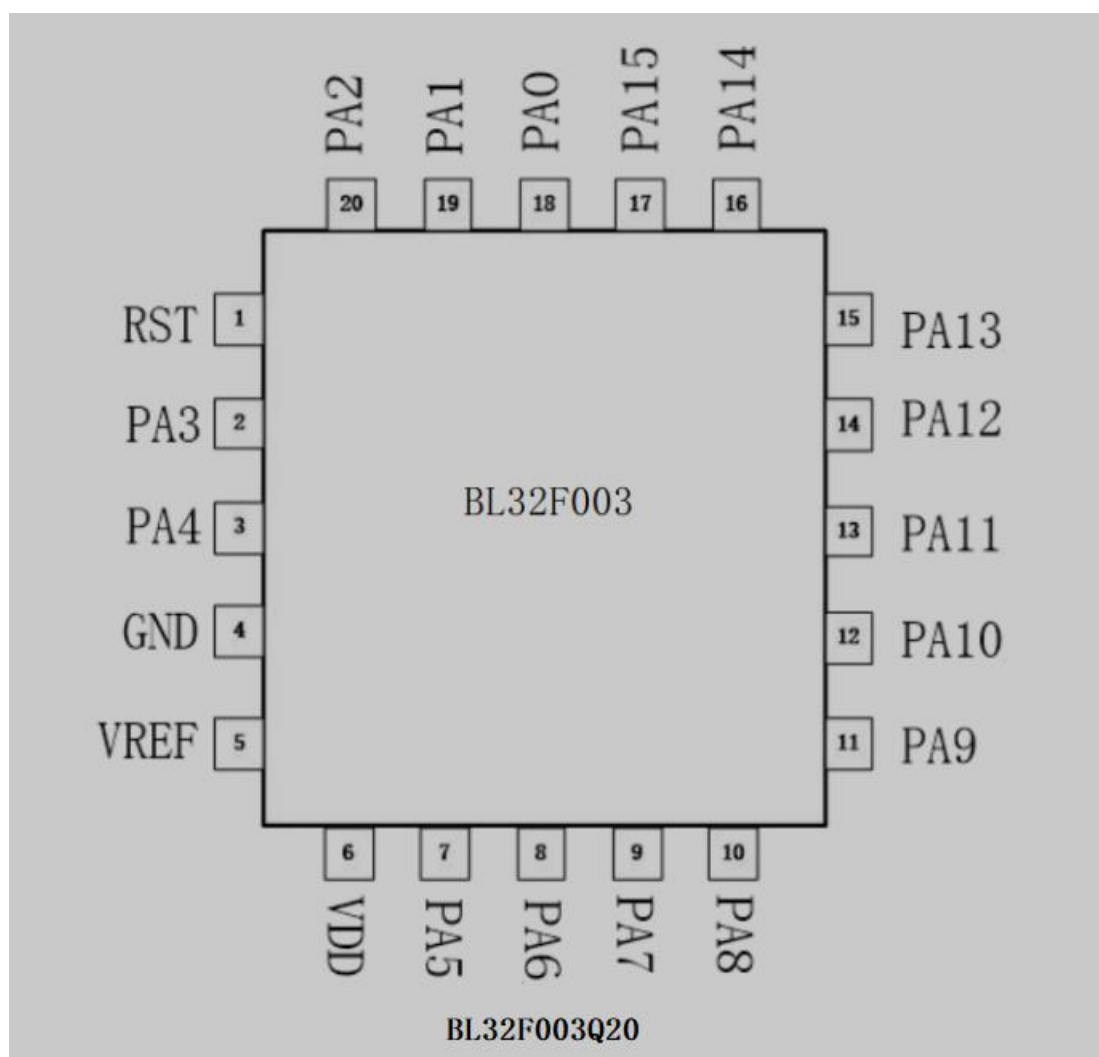 PA2 PA1 PA0 PA15 PA14
20 19 18 17 16
RST 1 15 PA13
PA3 2 14 PA12
BL32F003
PA4 3 13 PA11
GND 4 12 PA10
VREF 5 11 PA9
6 7 8 9 10
VDD PA5 PA6 PA7 PA8
BL32F003Q20